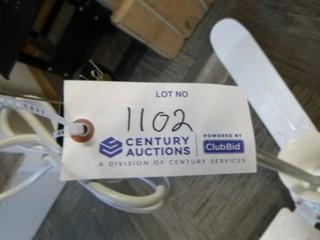 LOT NO
1102
CENTURY AUCTIONS
POWERED BY
ClubBid
A DIVISION OF CENTURY SERVICES